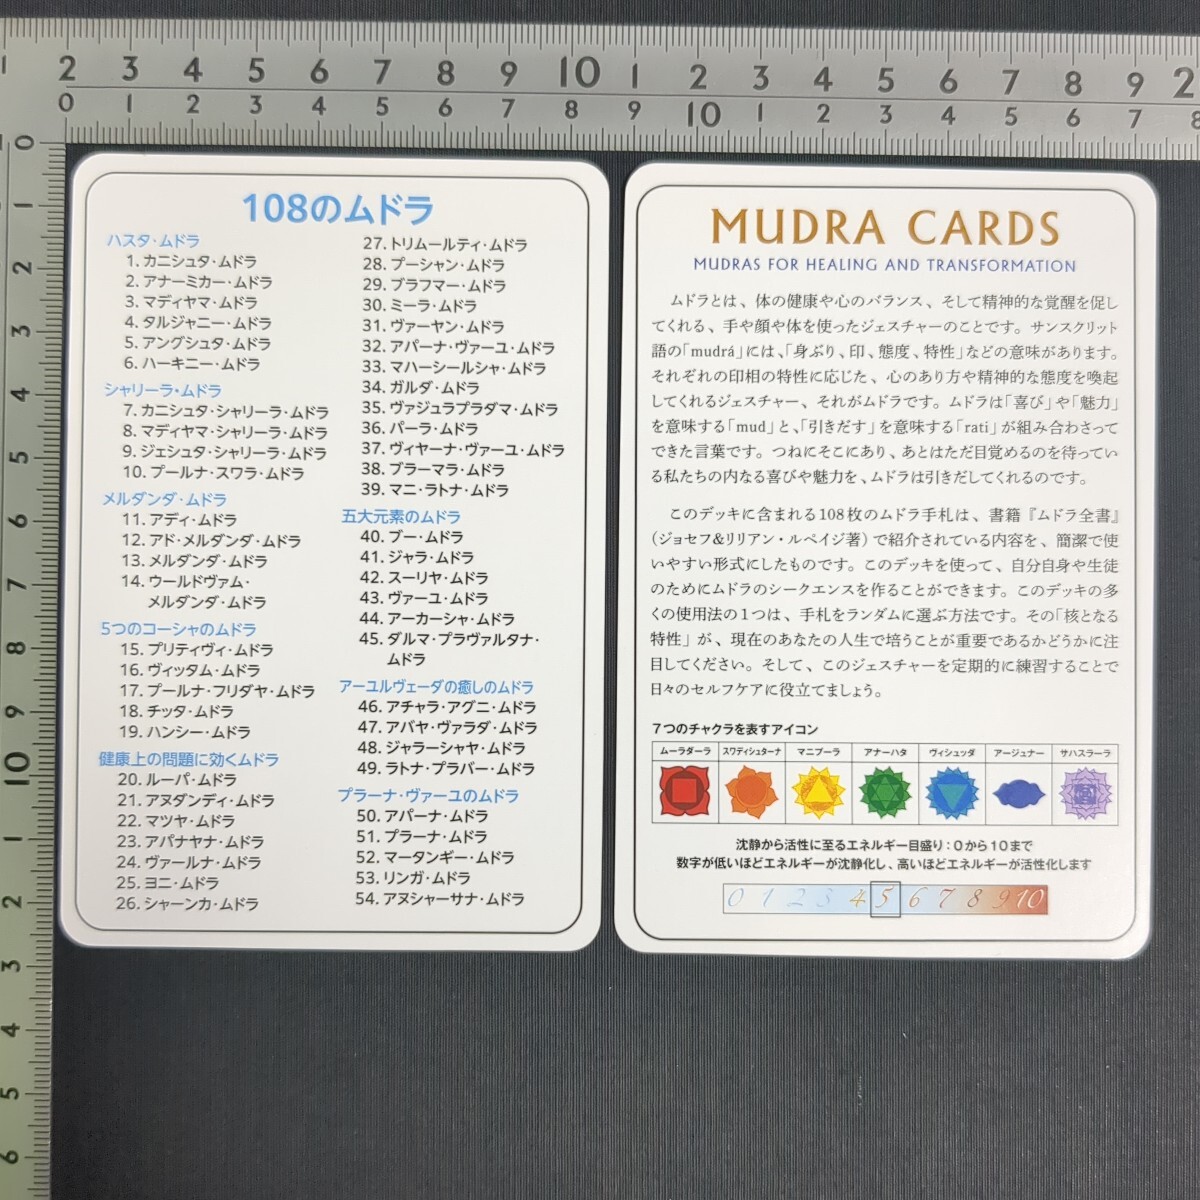 2 3 4 5 6 7 8 9 10 1 2 3 4 5 6 7 8 9 2
0 1 2 3 4 5 6 7 8 9 10 1 2 3 4 5 6 7 8
0
1
2
3
4
5
6
7
8
9
10
1
2
3
4
5
6
108のムドラ
ハスタ・ムドラ
1. カニシュタ・ムドラ
2. アナーミカー・ムドラ
3. マディヤマ・ムドラ
4. タルジャニー・ムドラ
5. アングシュタ・ムドラ
6. ハーキニー・ムドラ
シャリーラ・ムドラ
7. カニシュタ・シャリーラ・ムドラ
8. マディヤマ・シャリーラ・ムドラ
9. ジェシュタ・シャリーラ・ムドラ
10. プールナ・スワラ・ムドラ
メルダンダ・ムドラ
11. アディ・ムドラ
12. アド・メルダンダ・ムドラ
13. メルダンダ・ムドラ
14. ウールドヴァム・
メルダンダ・ムドラ
5つのコーシャのムドラ
15. プリティヴィ・ムドラ
16. ヴィッタム・ムドラ
17. プールナ・フリダヤ・ムドラ
18. チッタ・ムドラ
19. ハンシー・ムドラ
健康上の問題に効くムドラ
20. ルーパ・ムドラ
21. アヌダンディ・ムドラ
22. マツヤ・ムドラ
23. アパナヤナ・ムドラ
24. ヴァールナ・ムドラ
25. ヨニ・ムドラ
26. シャーンカ・ムドラ
27. トリムールティ・ムドラ
28. プーシャン・ムドラ
29. ブラフマー・ムドラ
30. ミーラ・ムドラ
31. ヴァーヤン・ムドラ
32. アパーナ・ヴァーユ・ムドラ
33. マハーシールシャ・ムドラ
34. ガルダ・ムドラ
35. ヴァジュラプラダマ・ムドラ
36. パーラ・ムドラ
37. ヴィヤーナ・ヴァーユ・ムドラ
38. ブラーマラ・ムドラ
39. マニ・ラトナ・ムドラ
五大元素のムドラ
40. ブー・ムドラ
41. ジャラ・ムドラ
42. スーリヤ・ムドラ
43. ヴァーユ・ムドラ
44. アーカーシャ・ムドラ
45. ダルマ・プラヴァルタナ・
ムドラ
アーユルヴェーダの癒しのムドラ
46. アチャラ・アグニ・ムドラ
47. アバヤ・ヴァラダ・ムドラ
48. ジャラーシャヤ・ムドラ
49. ラトナ・プラバー・ムドラ
プラーナ・ヴァーユのムドラ
50. アパーナ・ムドラ
51. プラーナ・ムドラ
52. マータンギー・ムドラ
53. リンガ・ムドラ
54. アヌシャーサナ・ムドラ
MUDRA CARDS
MUDRAS FOR HEALING AND TRANSFORMATION
ムドラとは、体の健康や心のバランス、そして精神的な覚醒を促し
てくれる、手や顔や体を使ったジェスチャーのことです。サンスクリット
語の「mudrá」には、「身ぶり、印、態度、特性」などの意味があります。
それぞれの印相の特性に応じた、心のあり方や精神的な態度を喚起
してくれるジェスチャー、それがムドラです。ムドラは「喜び」や「魅力」
を意味する「mud」と、「引きだす」を意味する「rati」が組み合わさって
できた言葉です。つねにそこにあり、あとはただ目覚めるのを待ってい
る私たちの内なる喜びや魅力を、ムドラは引きだしてくれるのです。
このデッキに含まれる108枚のムドラ手札は、書籍『ムドラ全書』
（ジョセフ&リリアン・ルペイジ著）で紹介されている内容を、簡潔で使
いやすい形式にしたものです。このデッキを使って、自分自身や生徒
のためにムドラのシークエンスを作ることができます。このデッキの多
くの使用法の1つは、手札をランダムに選ぶ方法です。その「核となる
特性」が、現在のあなたの人生で培うことが重要であるかどうかに注
目してください。そして、このジェスチャーを定期的に練習することで
日々のセルフケアに役立てましょう。
7つのチャクラを表すアイコン
ムーラダーラ スワディシュターナ マニプーラ アナーハタ ヴィシュッダ アージュナー サハスラーラ
沈静から活性に至るエネルギー目盛り：0から10まで
数字が低いほどエネルギーが沈静化し、高いほどエネルギーが活性化します
0 1 2 3 4 5 6 7 8 9 10